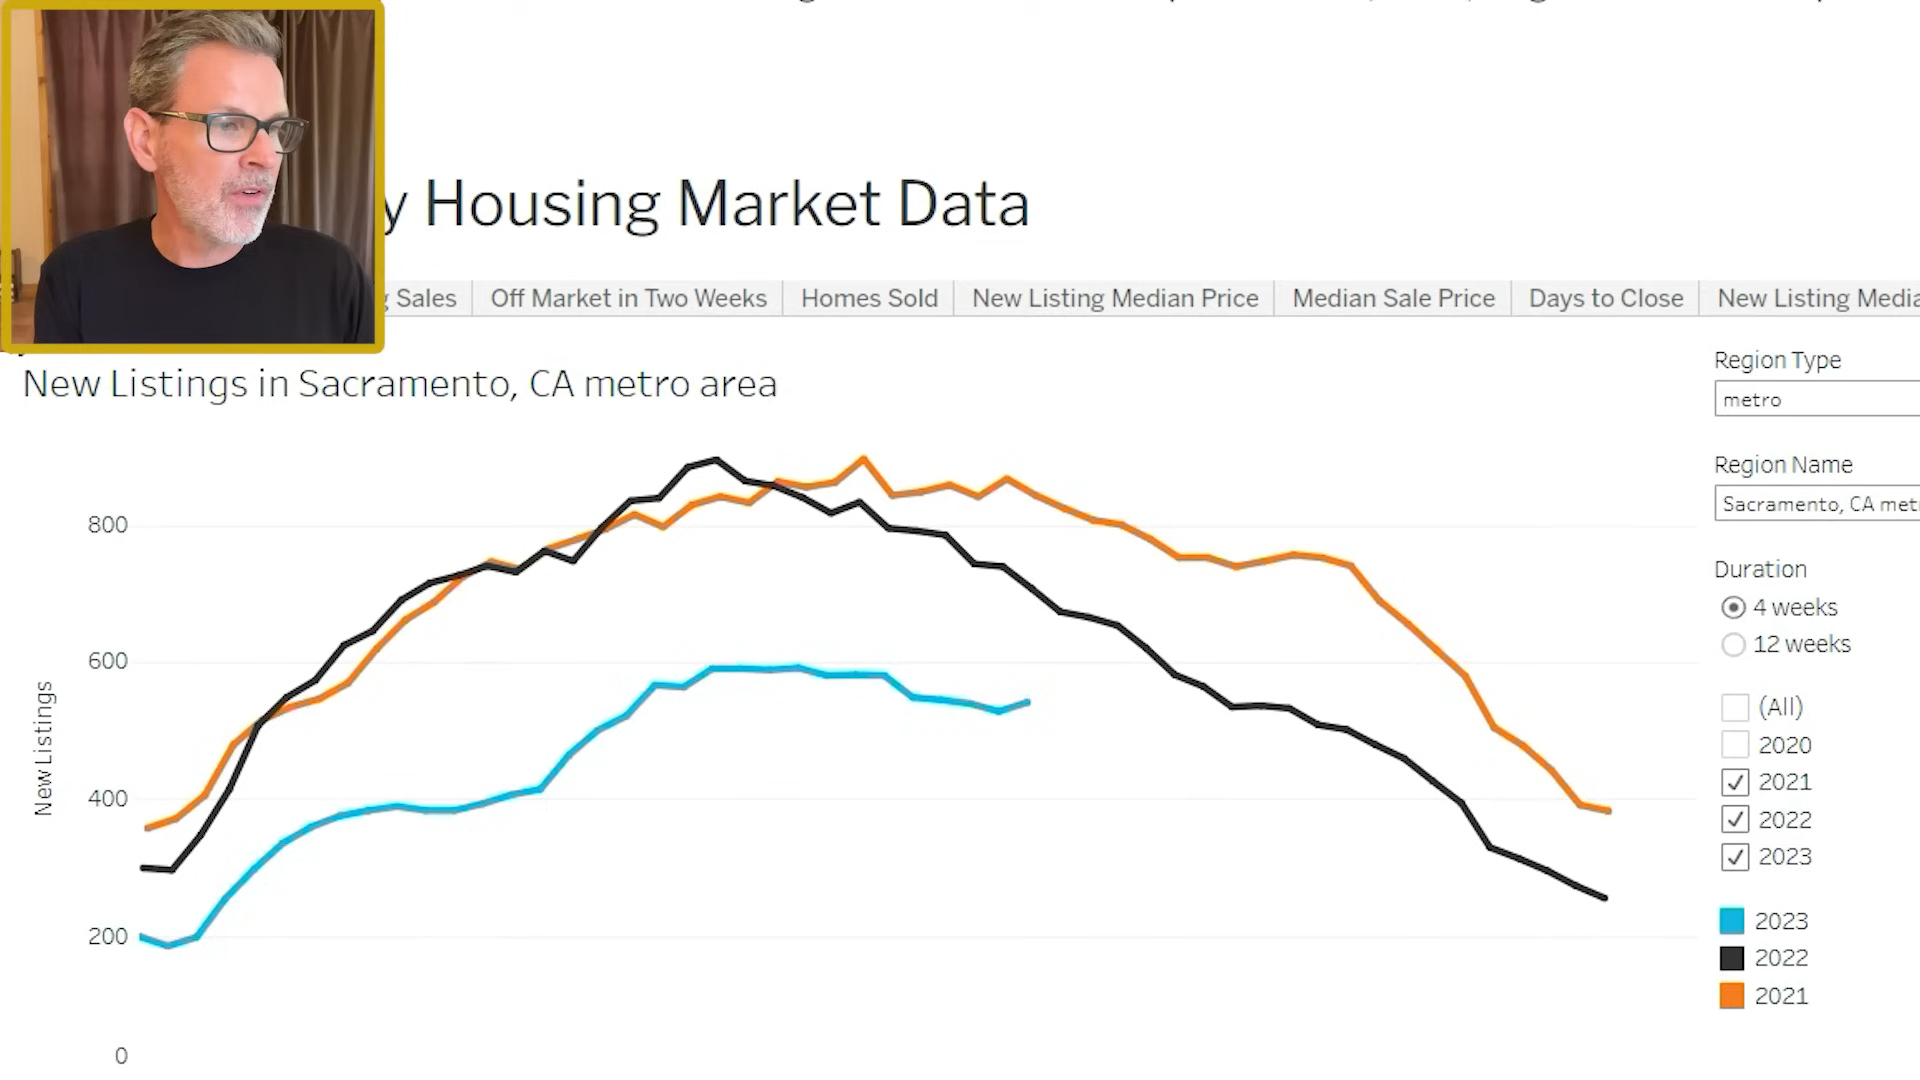 y Housing Market Data
g Sales
Off Market in Two Weeks
Homes Sold
New Listing Median Price
Median Sale Price
Days to Close
New Listing Media
New Listings in Sacramento, CA metro area
Region Type
metro
Region Name
Sacramento, CA met
Duration
4 weeks
12 weeks
(All)
2020
2021
2022
2023
2023
2022
2021
New Listings
800
600
400
200
0